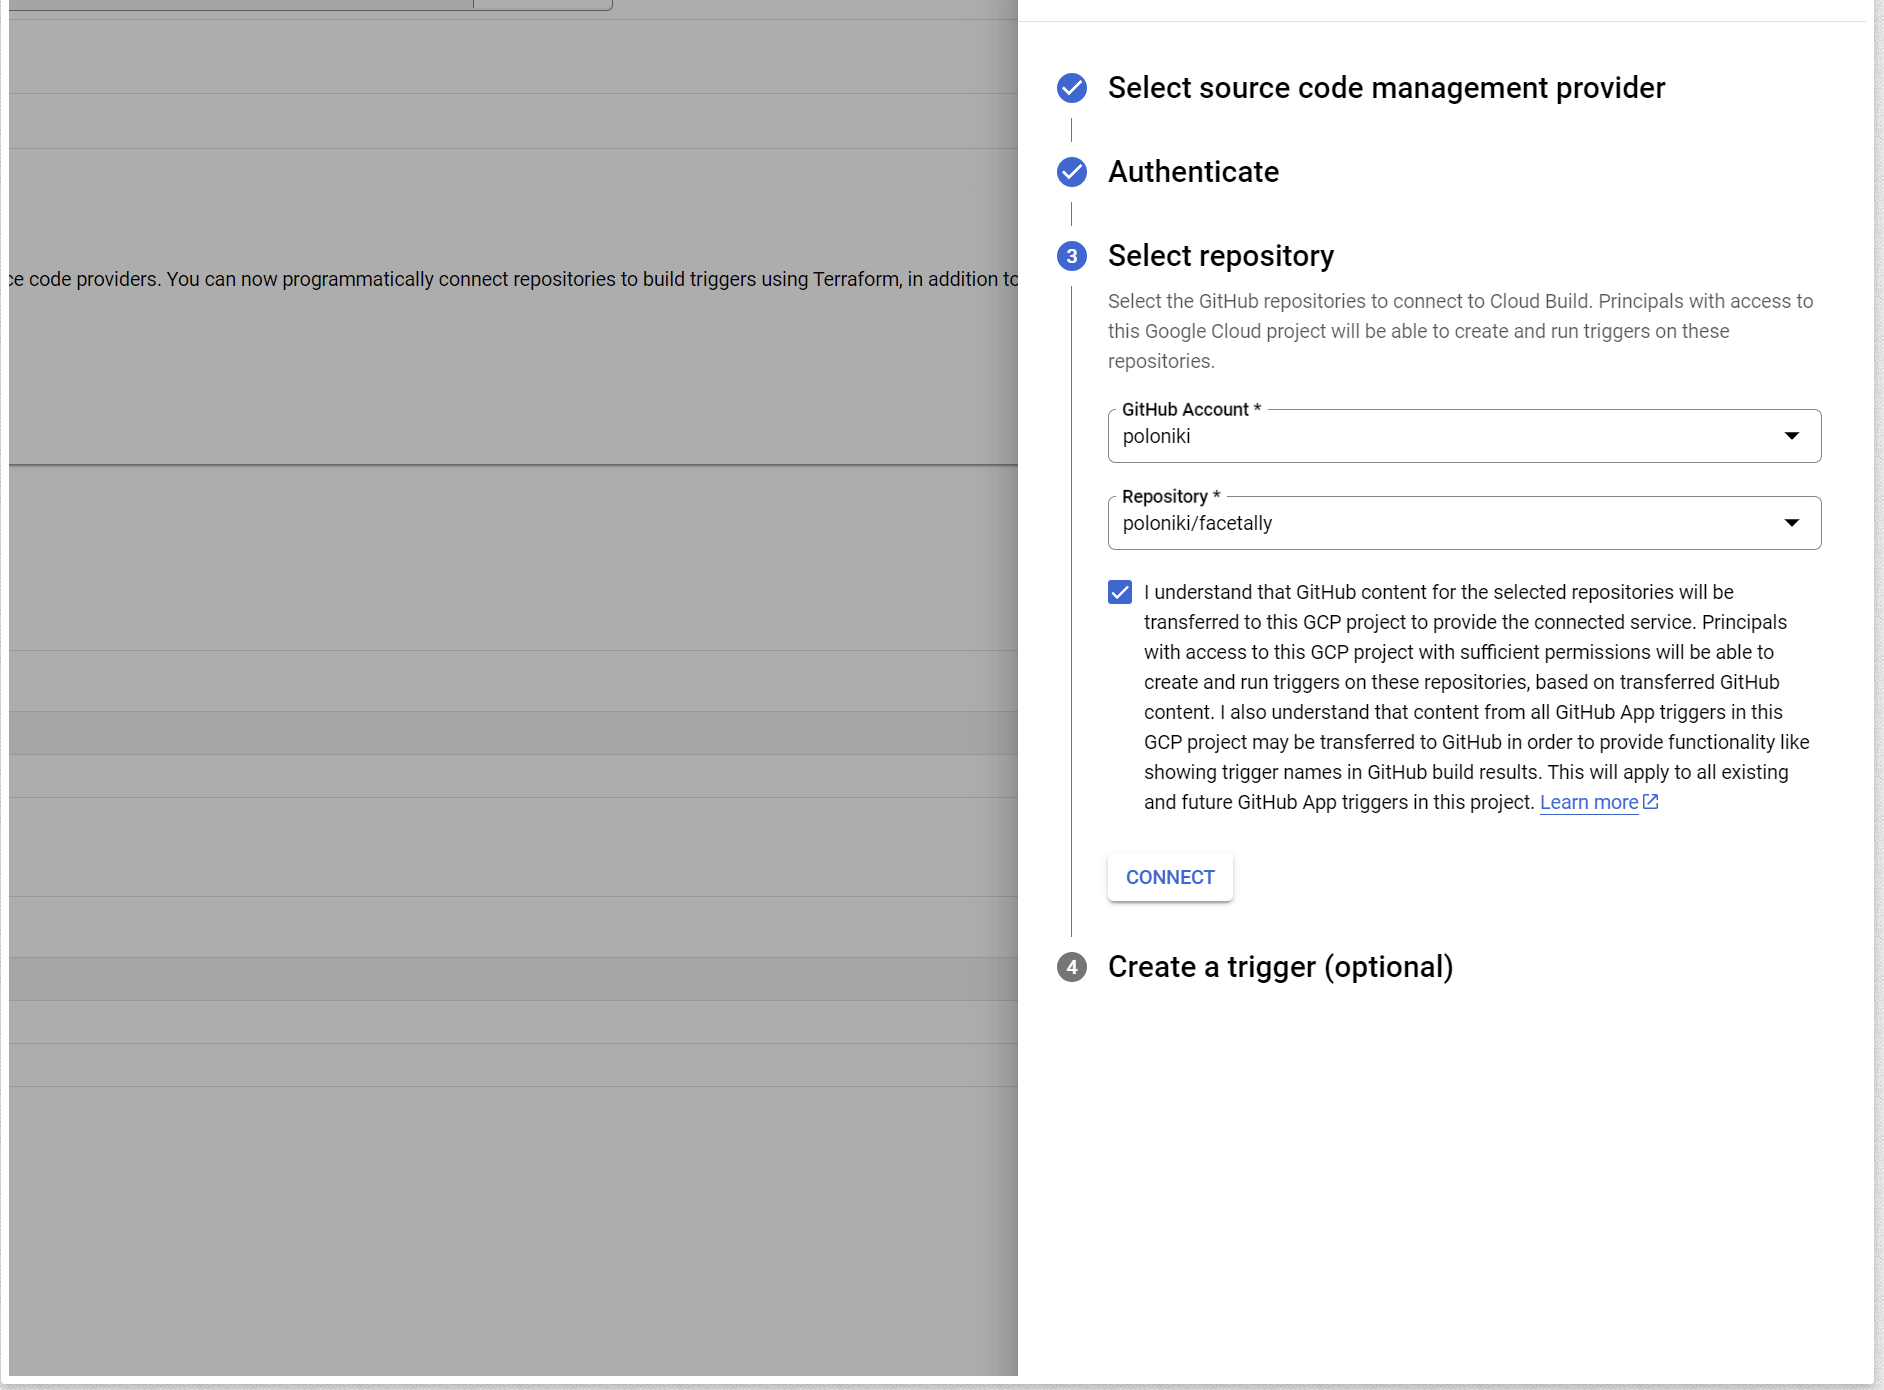 ce code providers. You can now programmatically connect repositories to build triggers using Terraform, in addition to
Select source code management provider
Authenticate
3 Select repository
Select the GitHub repositories to connect to Cloud Build. Principals with access to
this Google Cloud project will be able to create and run triggers on these
repositories.
GitHub Account *
poloniki
Repository *
poloniki/facetally
I understand that GitHub content for the selected repositories will be
transferred to this GCP project to provide the connected service. Principals
with access to this GCP project with sufficient permissions will be able to
create and run triggers on these repositories, based on transferred GitHub
content. I also understand that content from all GitHub App triggers in this
GCP project may be transferred to GitHub in order to provide functionality like
showing trigger names in GitHub build results. This will apply to all existing
and future GitHub App triggers in this project. Learn more
CONNECT
4 Create a trigger (optional)